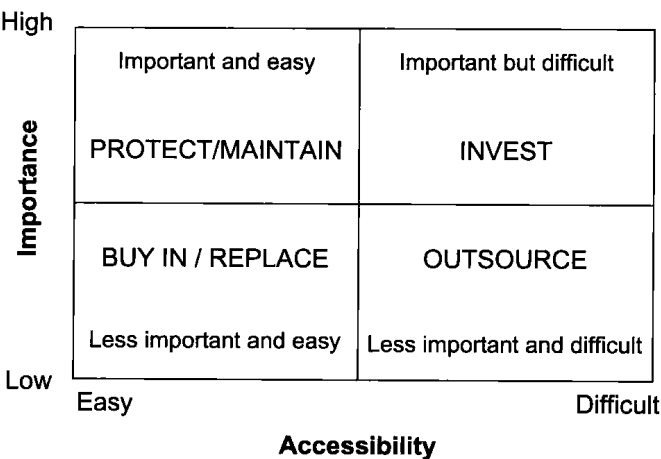 High
Important and easy
Important but difficult
PROTECT/MAINTAIN
INVEST
Importance
BUY IN / REPLACE
OUTSOURCE
Less important and easy
Less important and difficult
Low
Easy
Difficult
Accessibility